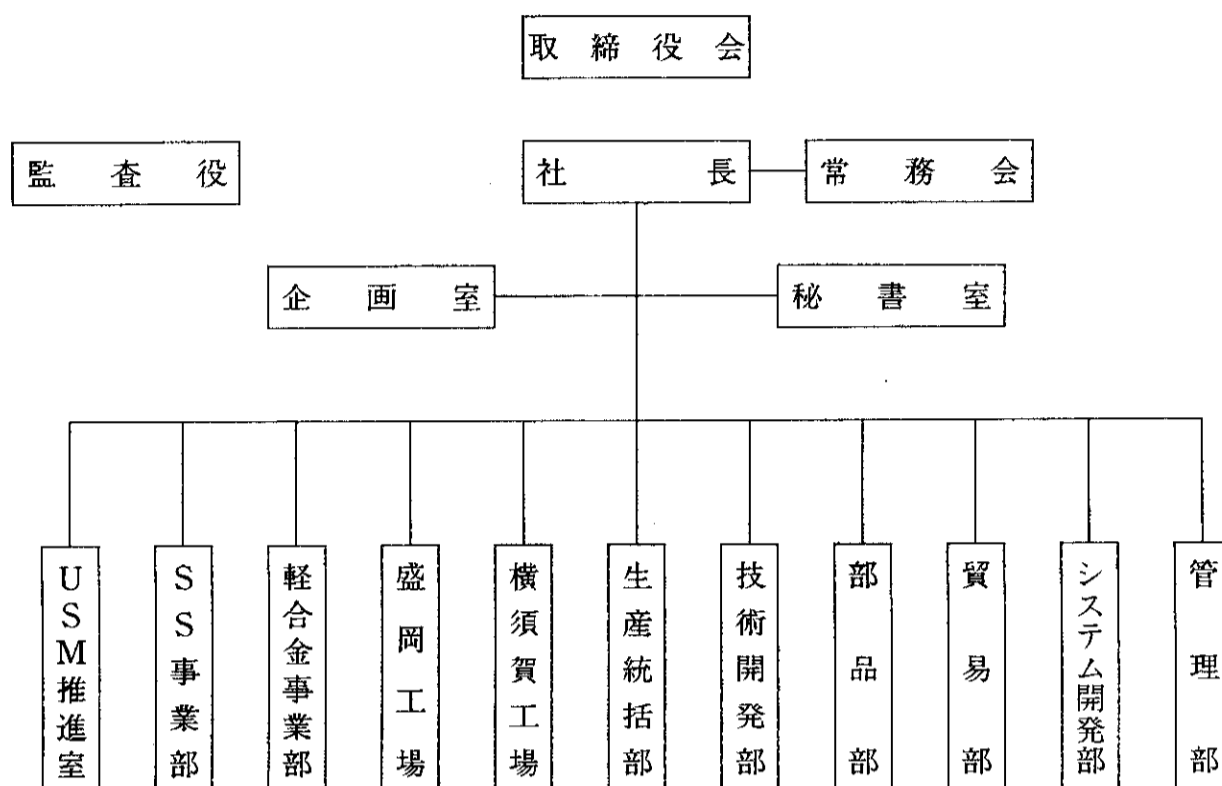 取締役会
監査役
社長
常務会
企画室
秘書室
USM推進室
SS事業部
軽合金事業部
盛岡工場
横須賀工場
生産統括部
技術開発部
部品部
貿易部
システム開発部
管理部